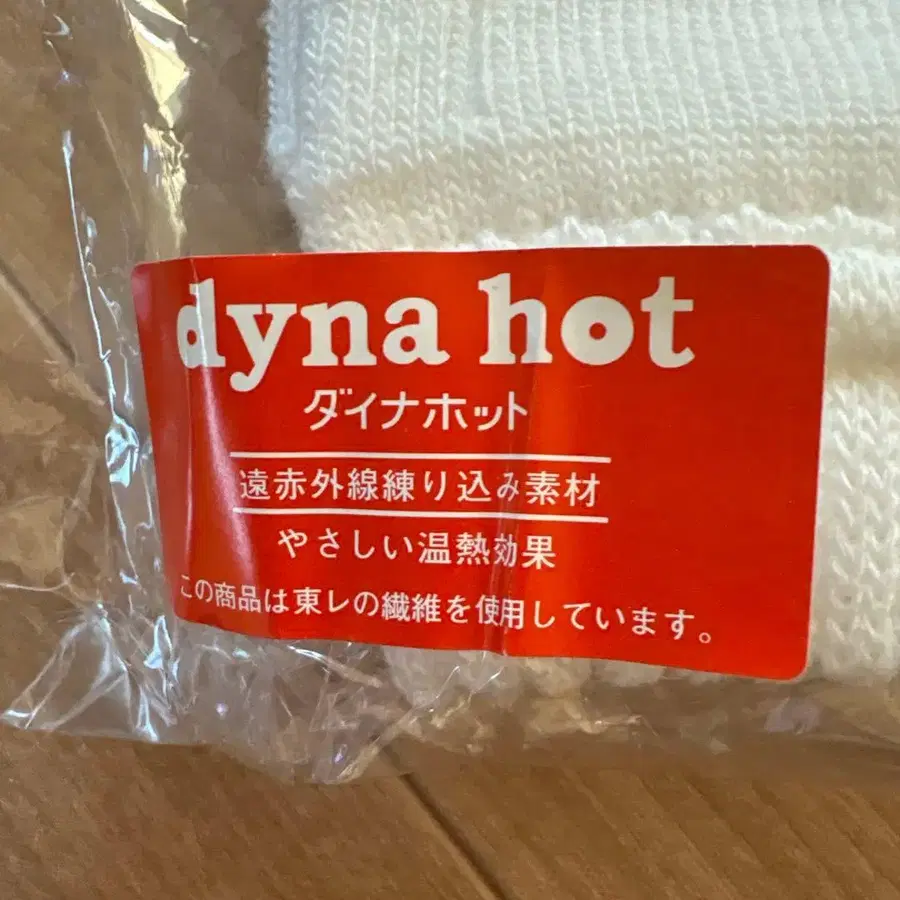 dyna hot
ダイナホット
遠赤外線練り込み素材
やさしい温熱効果
この商品は東レの繊維を使用しています。